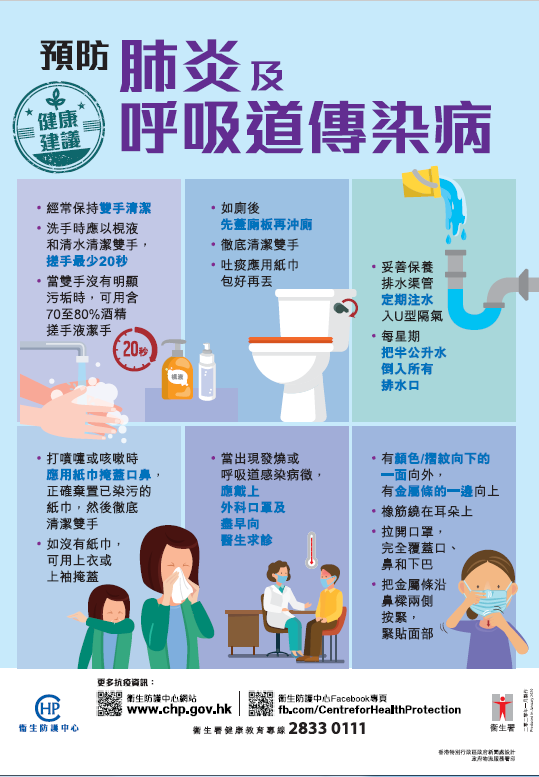 預防
肺炎及
呼吸道傳染病
健康
建議
• 經常保持雙手清潔
• 洗手時應以梘液
和清水清潔雙手，
搓手最少20秒
• 當雙手沒有明顯
污垢時，可用含
70至80%酒精
搓手液潔手
20秒
梘液
• 如廁後
先蓋廁板再沖廁
• 徹底清潔雙手
• 吐痰應用紙巾
包好再丟
• 妥善保養
排水渠管
定期注水
入U型隔氣
• 每星期
把半公升水
倒入所有
排水口
• 打噴嚏或咳嗽時
應用紙巾掩蓋口鼻，
正確棄置已染污的
紙巾，然後徹底
清潔雙手
• 如沒有紙巾，
可用上衣或
上袖掩蓋
• 當出現發燒或
呼吸道感染病徵，
應戴上
外科口罩及
盡早向
醫生求診
• 有顏色/摺紋向下的
一面向外，
有金屬條的一邊向上
• 橡筋繞在耳朵上
• 拉開口罩，
完全覆蓋口、
鼻和下巴
• 把金屬條沿
鼻樑兩側
按緊，
緊貼面部
更多抗疫資訊：
CHP
衞生防護中心
衞生防護中心網站
www.chp.gov.hk
衞生防護中心Facebook專頁
fb.com/CentreforHealthProtection
衞生署健康教育專線 2833 0111
衞生署
香港特別行政區政府新聞處設計
政府物流服務署印